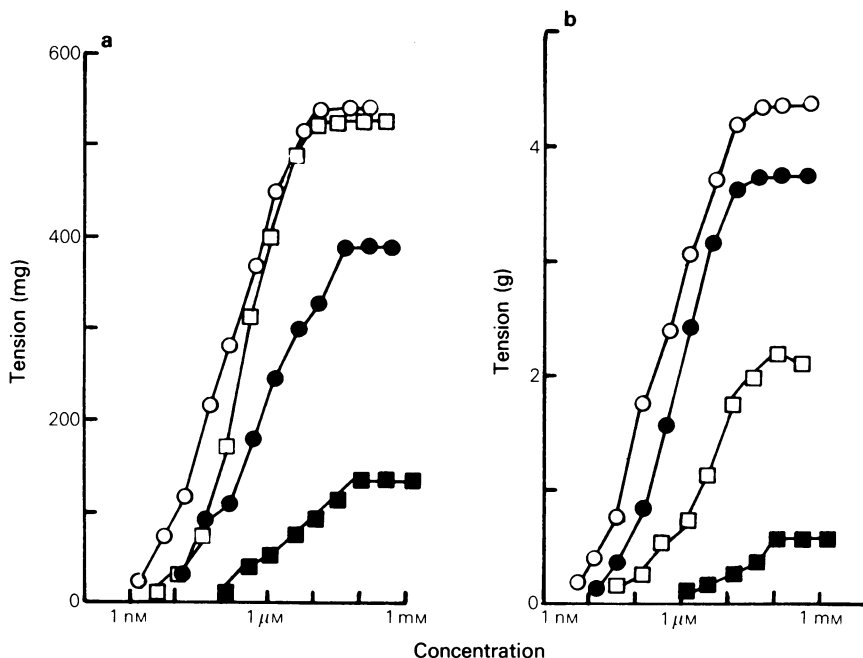 a
600
400
200
0
Tension (mg)
1 nM
1 μM
1 mM
b
4
2
0
Tension (g)
1 nM
1 μM
1 mM
Concentration